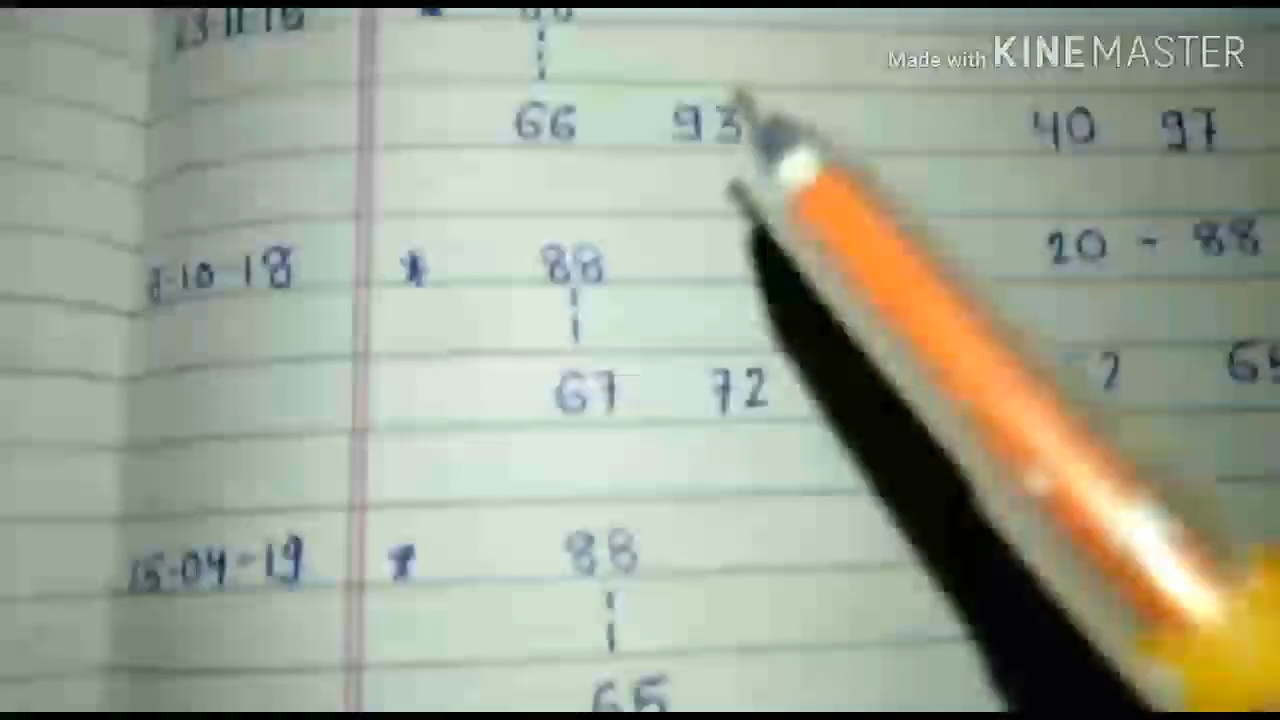 Made with KINEMASTER
66 93 40 97
20 - 88
10-18 * 88
67 72 2
15-04-19 * 88
65